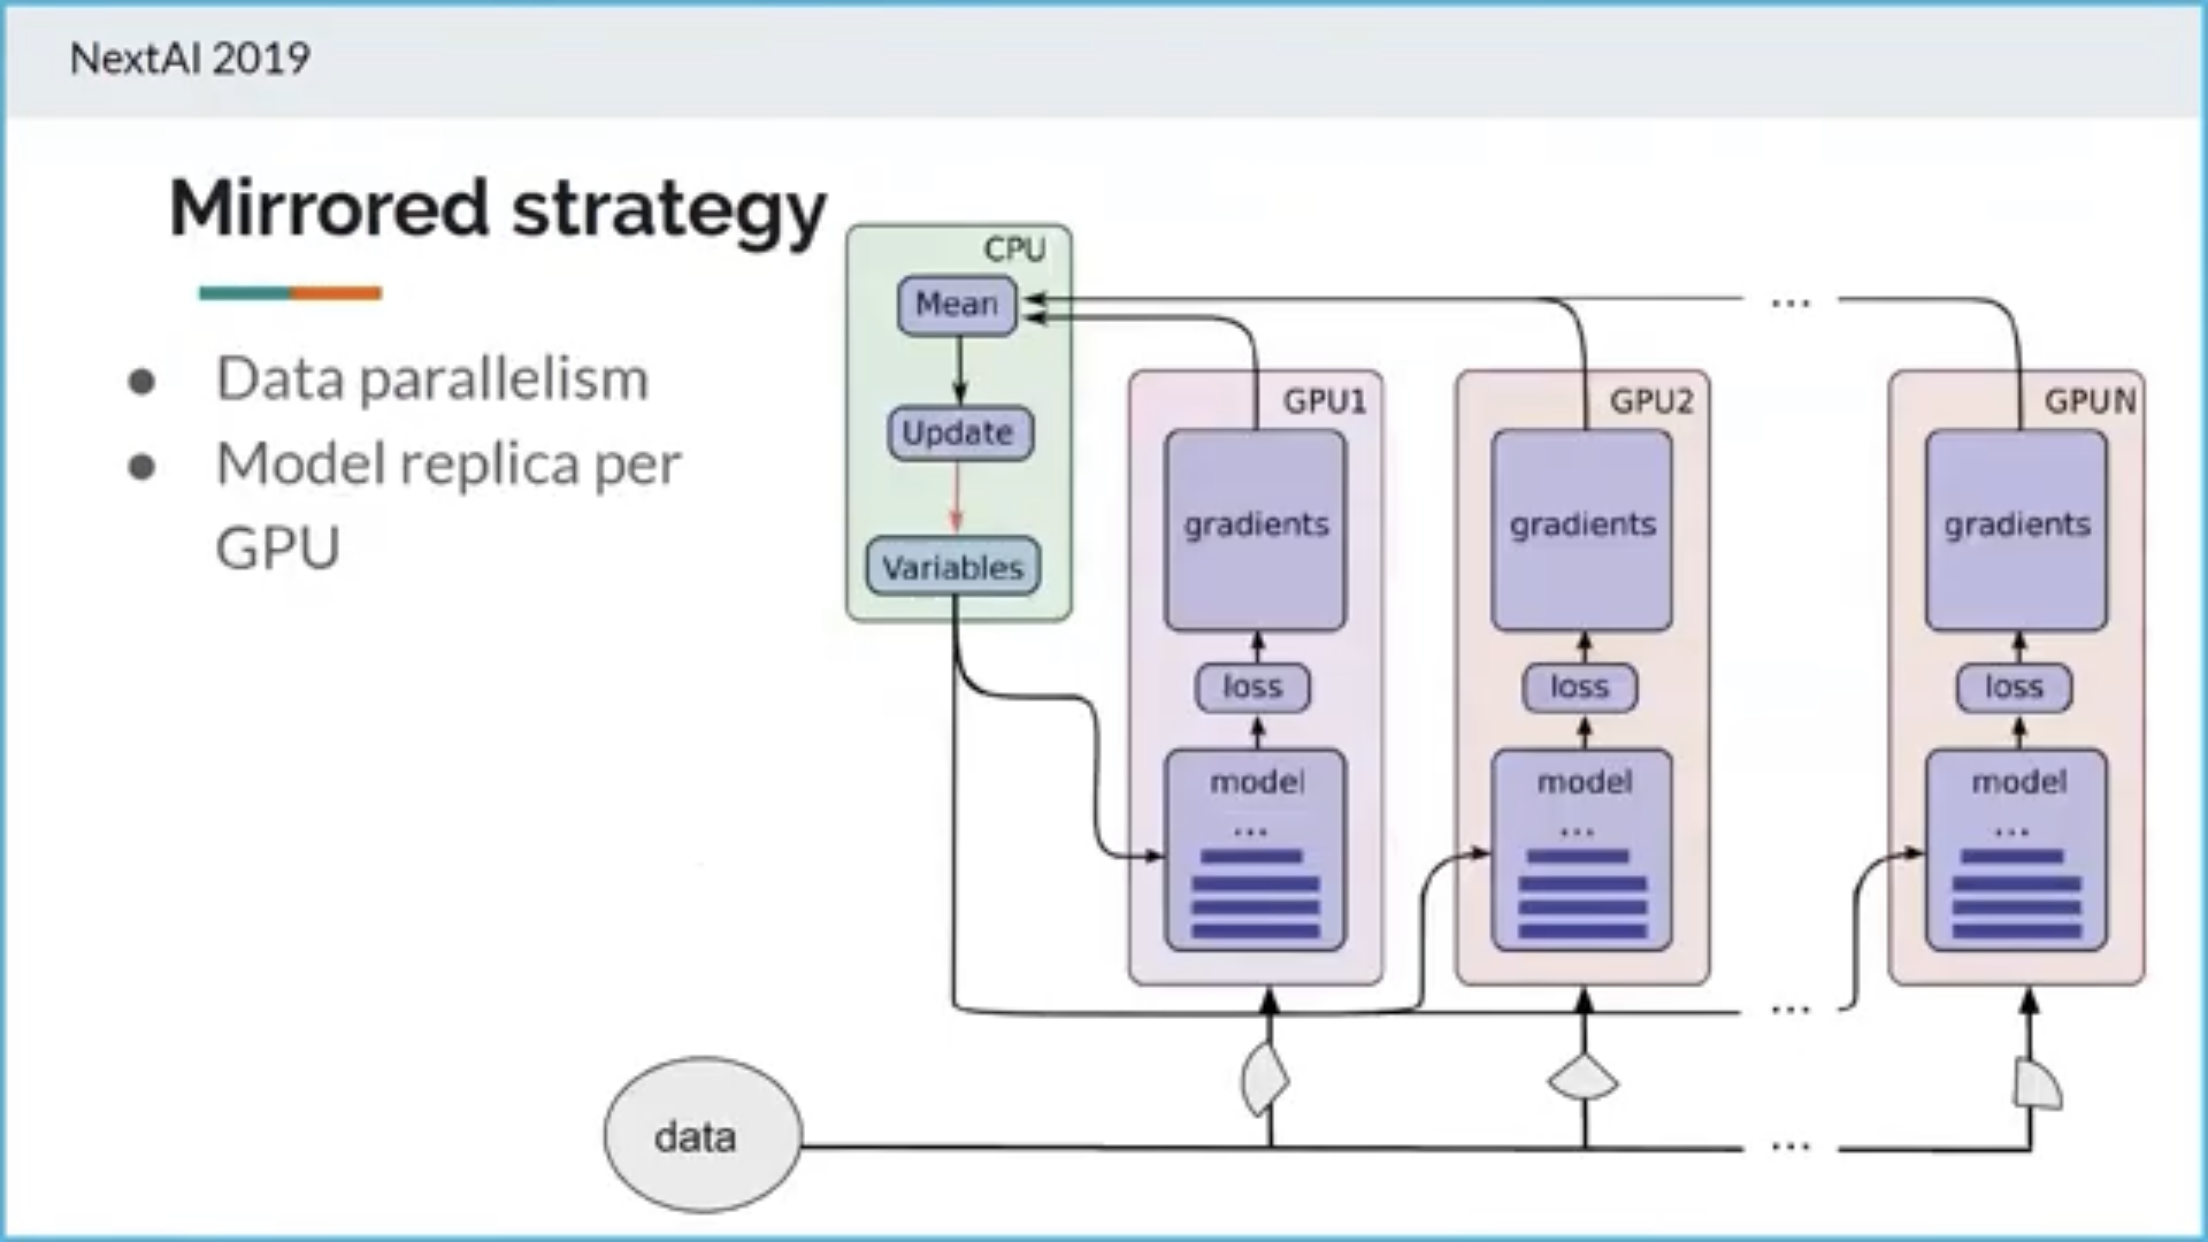 NextAI 2019
Mirrored strategy
● Data parallelism
● Model replica per
GPU
CPU
Mean
Update
Variables
...
GPU1
gradients
loss
model
...
GPU2
gradients
loss
model
...
GPUN
gradients
loss
model
...
...
data
...